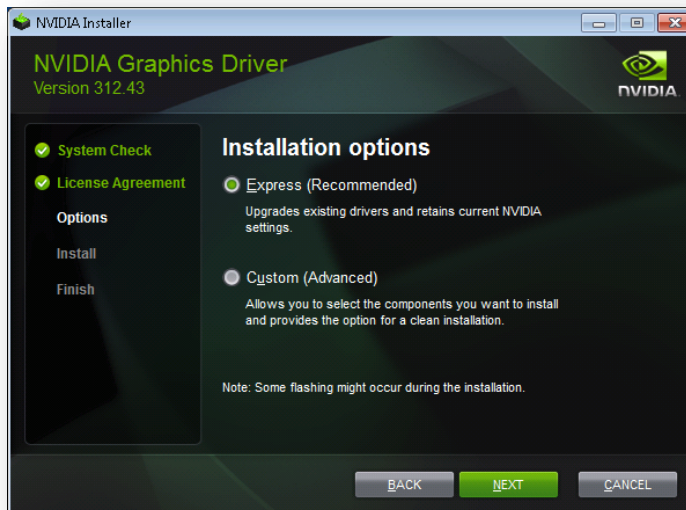 NVIDIA Installer
NVIDIA Graphics Driver
Version 312.43
NVIDIA.
System Check
License Agreement
Options
Install
Finish
Installation options
Express (Recommended)
Upgrades existing drivers and retains current NVIDIA
settings.
Custom (Advanced)
Allows you to select the components you want to install
and provides the option for a clean installation.
Note: Some flashing might occur during the installation.
BACK
NEXT
CANCEL